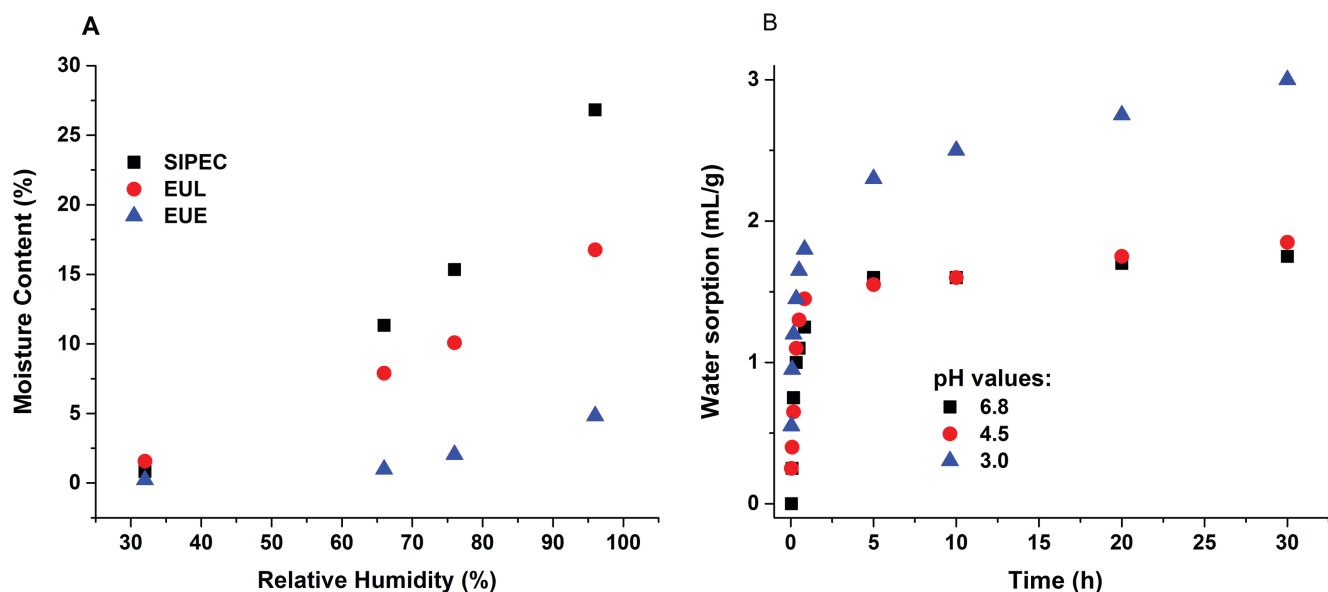 A
Moisture Content (%)
30
25
20
15
10
5
0
SIPEC
EUL
EUE
30 40 50 60 70 80 90 100
Relative Humidity (%)
B
Water sorption (mL/g)
3
2
1
0
pH values:
6.8
4.5
3.0
0 5 10 15 20 25 30
Time (h)